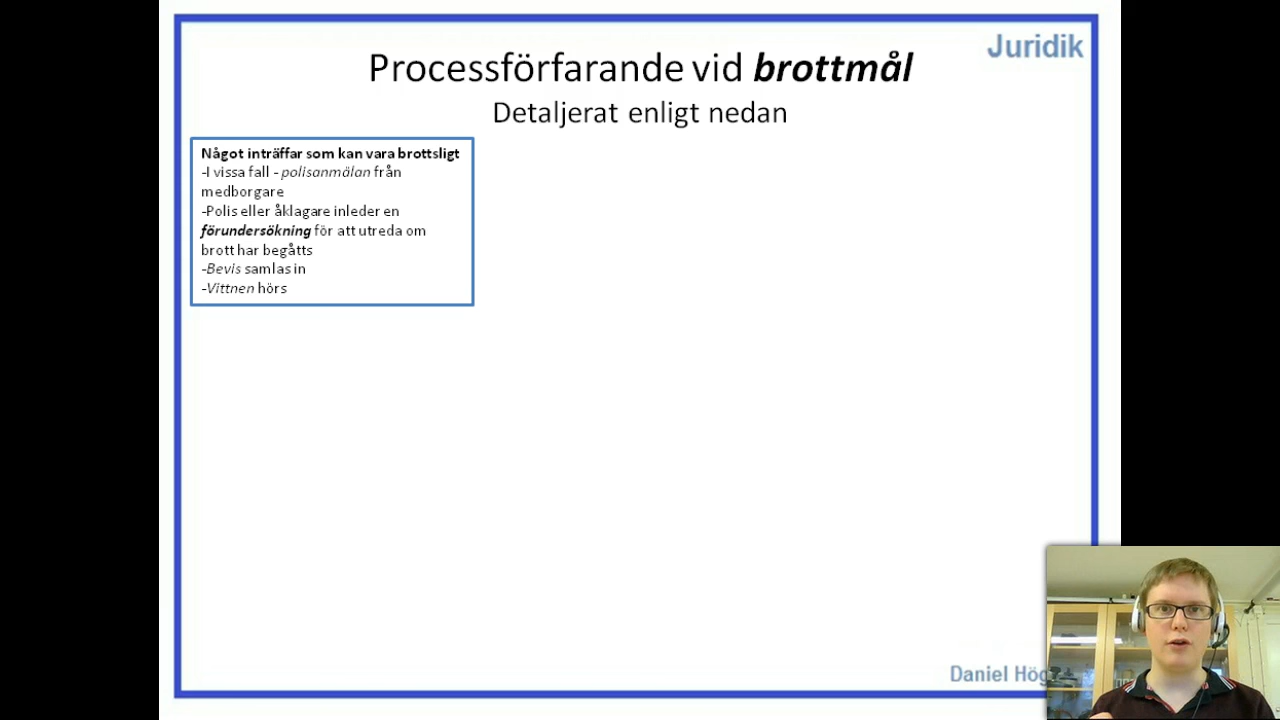 Juridik
Processförfarande vid brottmål
Detaljerat enligt nedan
Något inträffar som kan vara brottsligt
-I vissa fall - polisanmälan från
medborgare
-Polis eller åklagare inleder en
förundersökning för att utreda om
brott har begåtts
-Bevis samlas in
-Vittnen hörs
Daniel